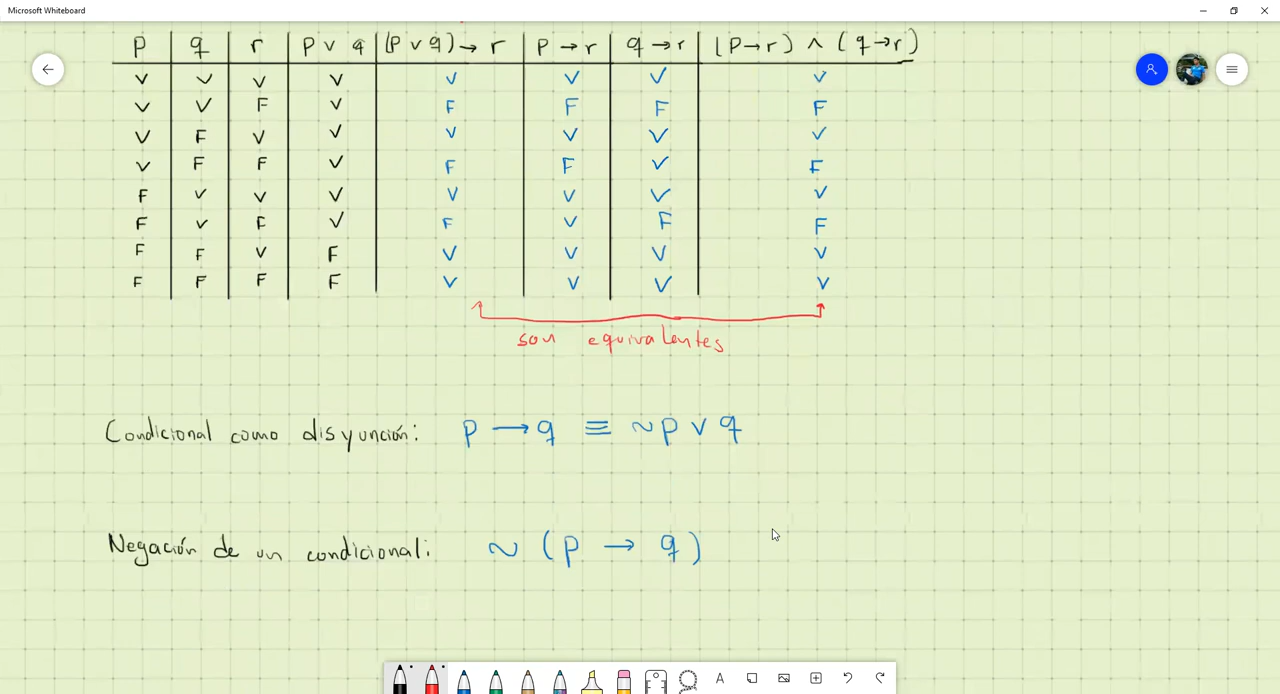 Microsoft Whiteboard
p q r p ∨ q (p ∨ q) → r p → r q → r (p → r) ∧ (q → r)
V V V V V V V V
V V F V F F F F
V F V V V V V V
V F F V F F V F
F V V V V V V V
F V F V F V F F
F F V F V V V V
F F F F V V V V
son equivalentes
Condicional como disyunción: p → q ≡ ~p ∨ q
Negación de un condicional: ~ (p → q)
A